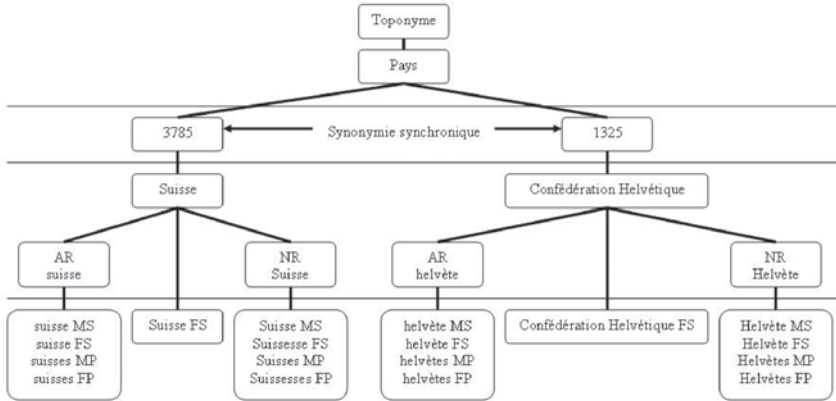 Toponyme
Pays
3785
Synonymie synchronique
1325
Suisse
Confédération Helvétique
AR
suisse
NR
Suisse
AR
helvète
NR
Helvète
suisse MS
suisse FS
suisses MP
suisses FP
Suisse FS
Suisse MS
Suissesse FS
Suisses MP
Suissesses FP
helvète MS
helvète FS
helvètes MP
helvètes FP
Confédération Helvétique FS
Helvète MS
Helvète FS
Helvètes MP
Helvètes FP